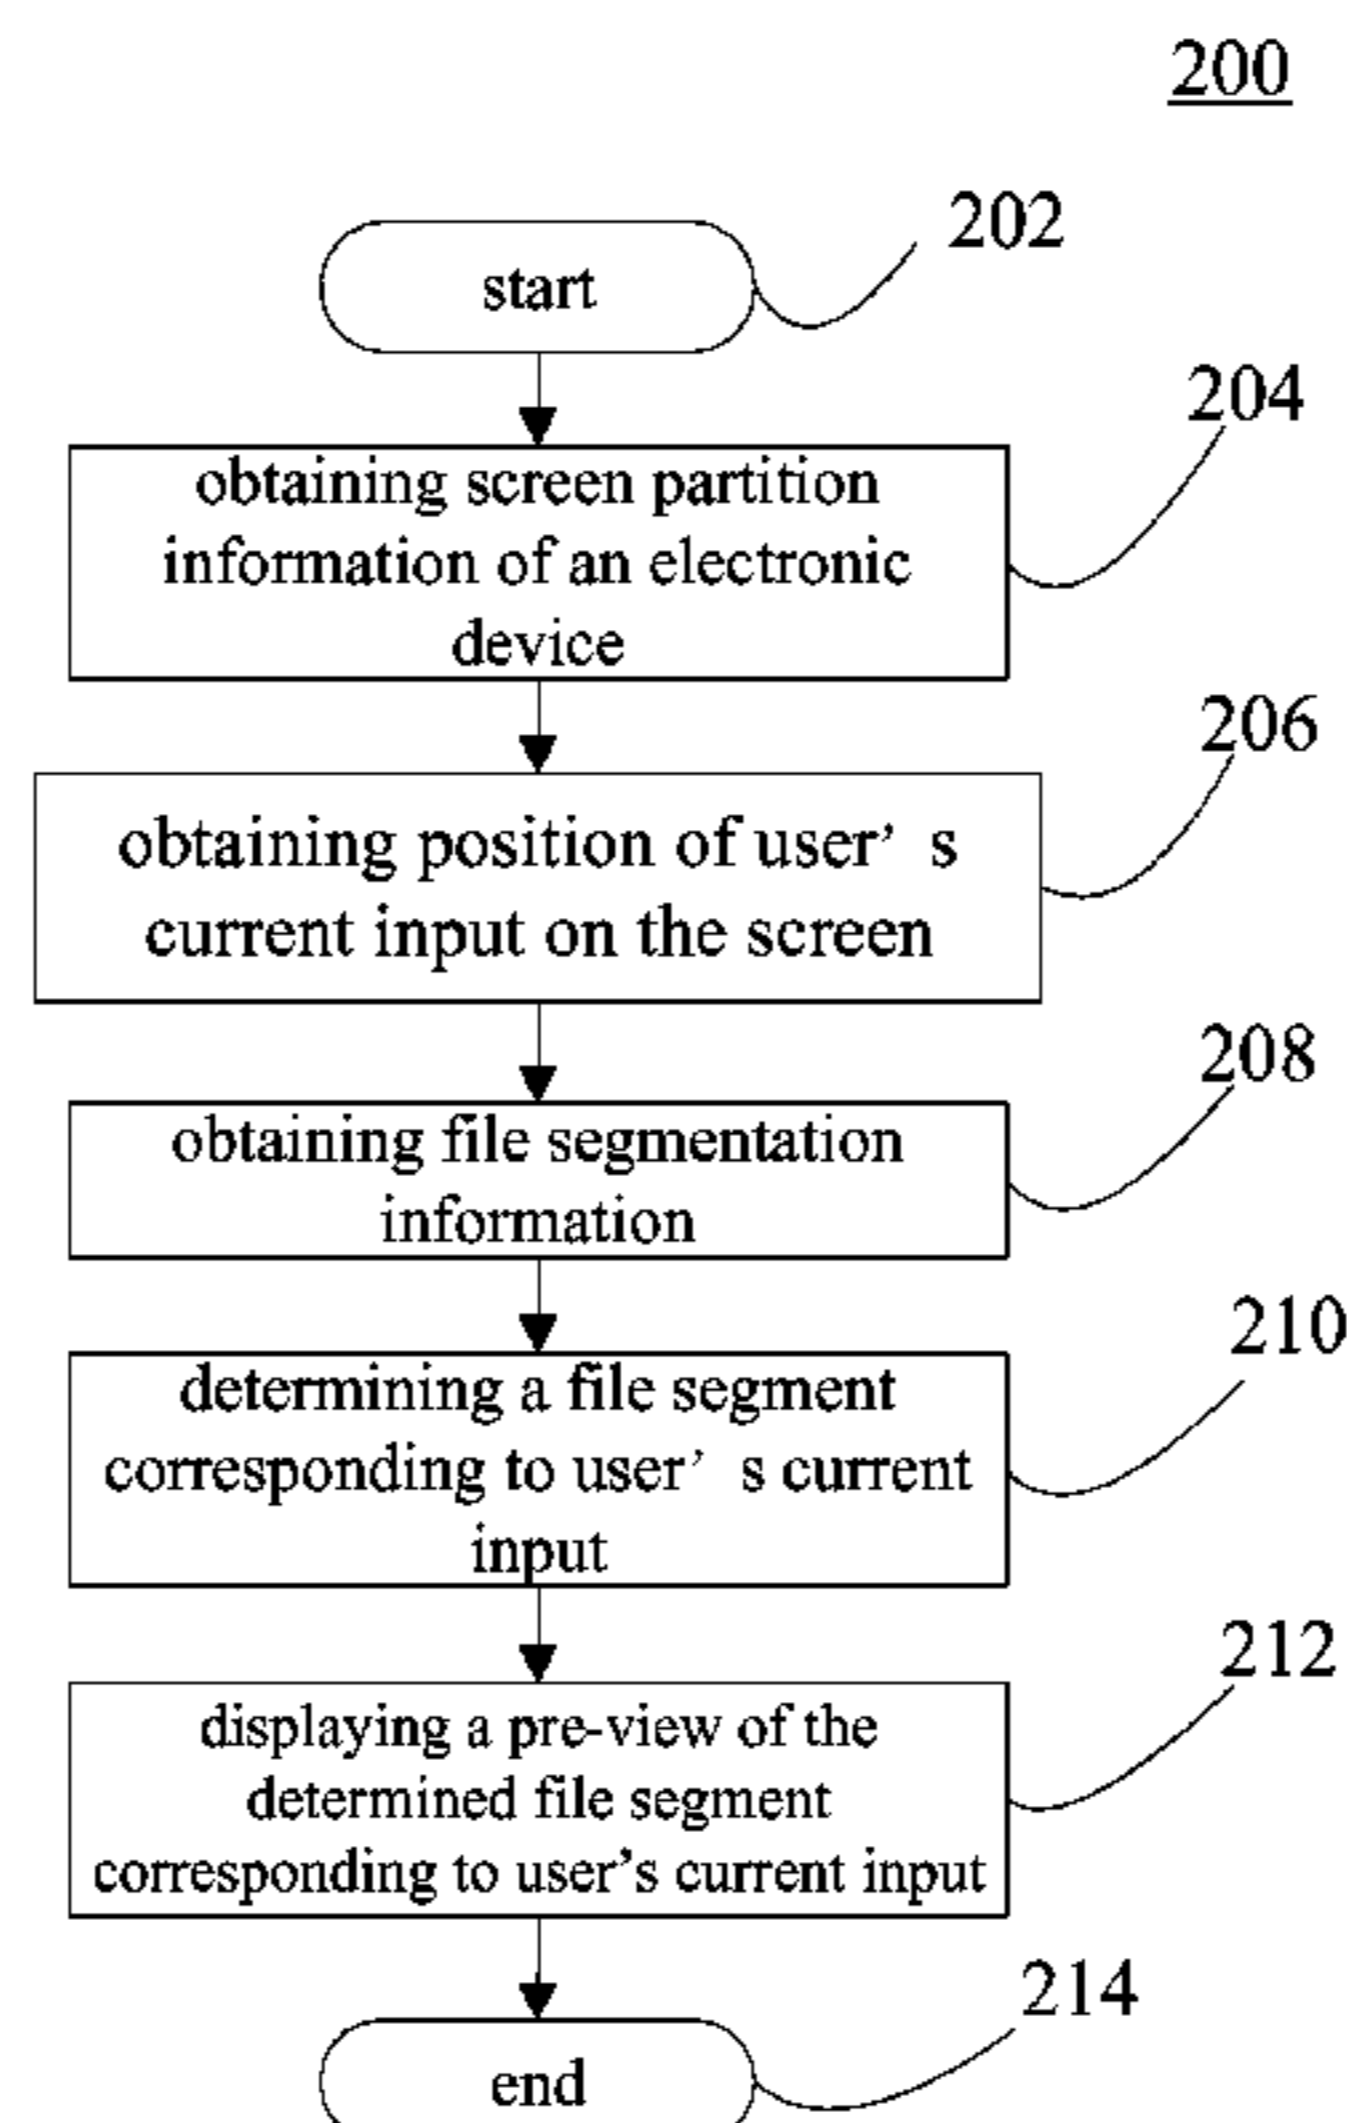 200
202
start
204
obtaining screen partition
information of an electronic
device
206
obtaining position of user’ s
current input on the screen
208
obtaining file segmentation
information
210
determining a file segment
corresponding to user’ s current
input
212
displaying a pre-view of the
determined file segment
corresponding to user’s current input
214
end